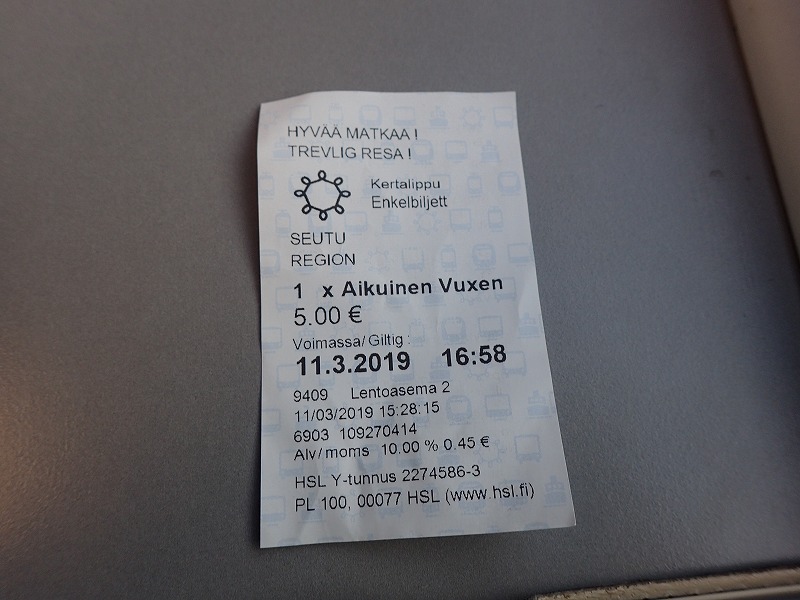 HYVÄÄ MATKAA !
TREVLIG RESA !
Kertalippu
Enkelbiljett
SEUTU
REGION
1 x Aikuinen Vuxen
5.00 €
Voimassa/Giltig :
11.3.2019 16:58
9409 Lentoasema 2
11/03/2019 15:28:15
6903 109270414
Alv/moms 10.00 % 0.45 €
HSL Y-tunnus 2274586-3
PL 100, 00077 HSL (www.hsl.fi)